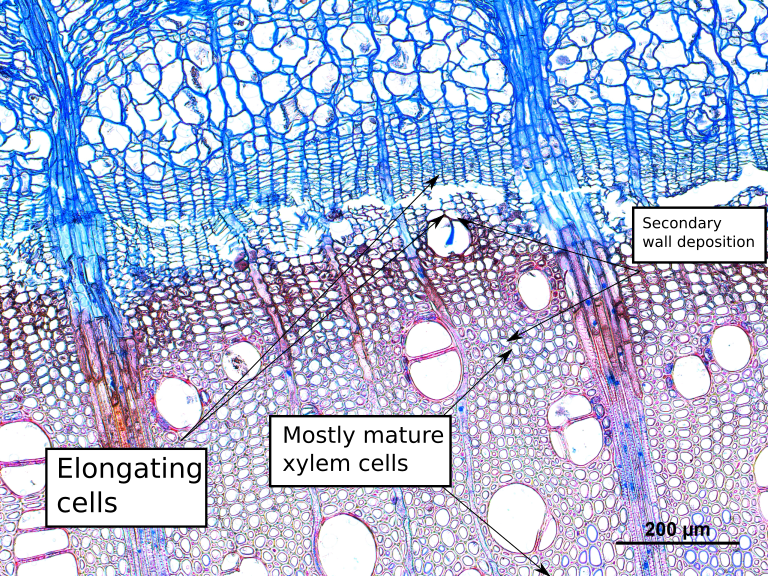 Secondary
wall deposition
Mostly mature
xylem cells
Elongating
cells
200 µm